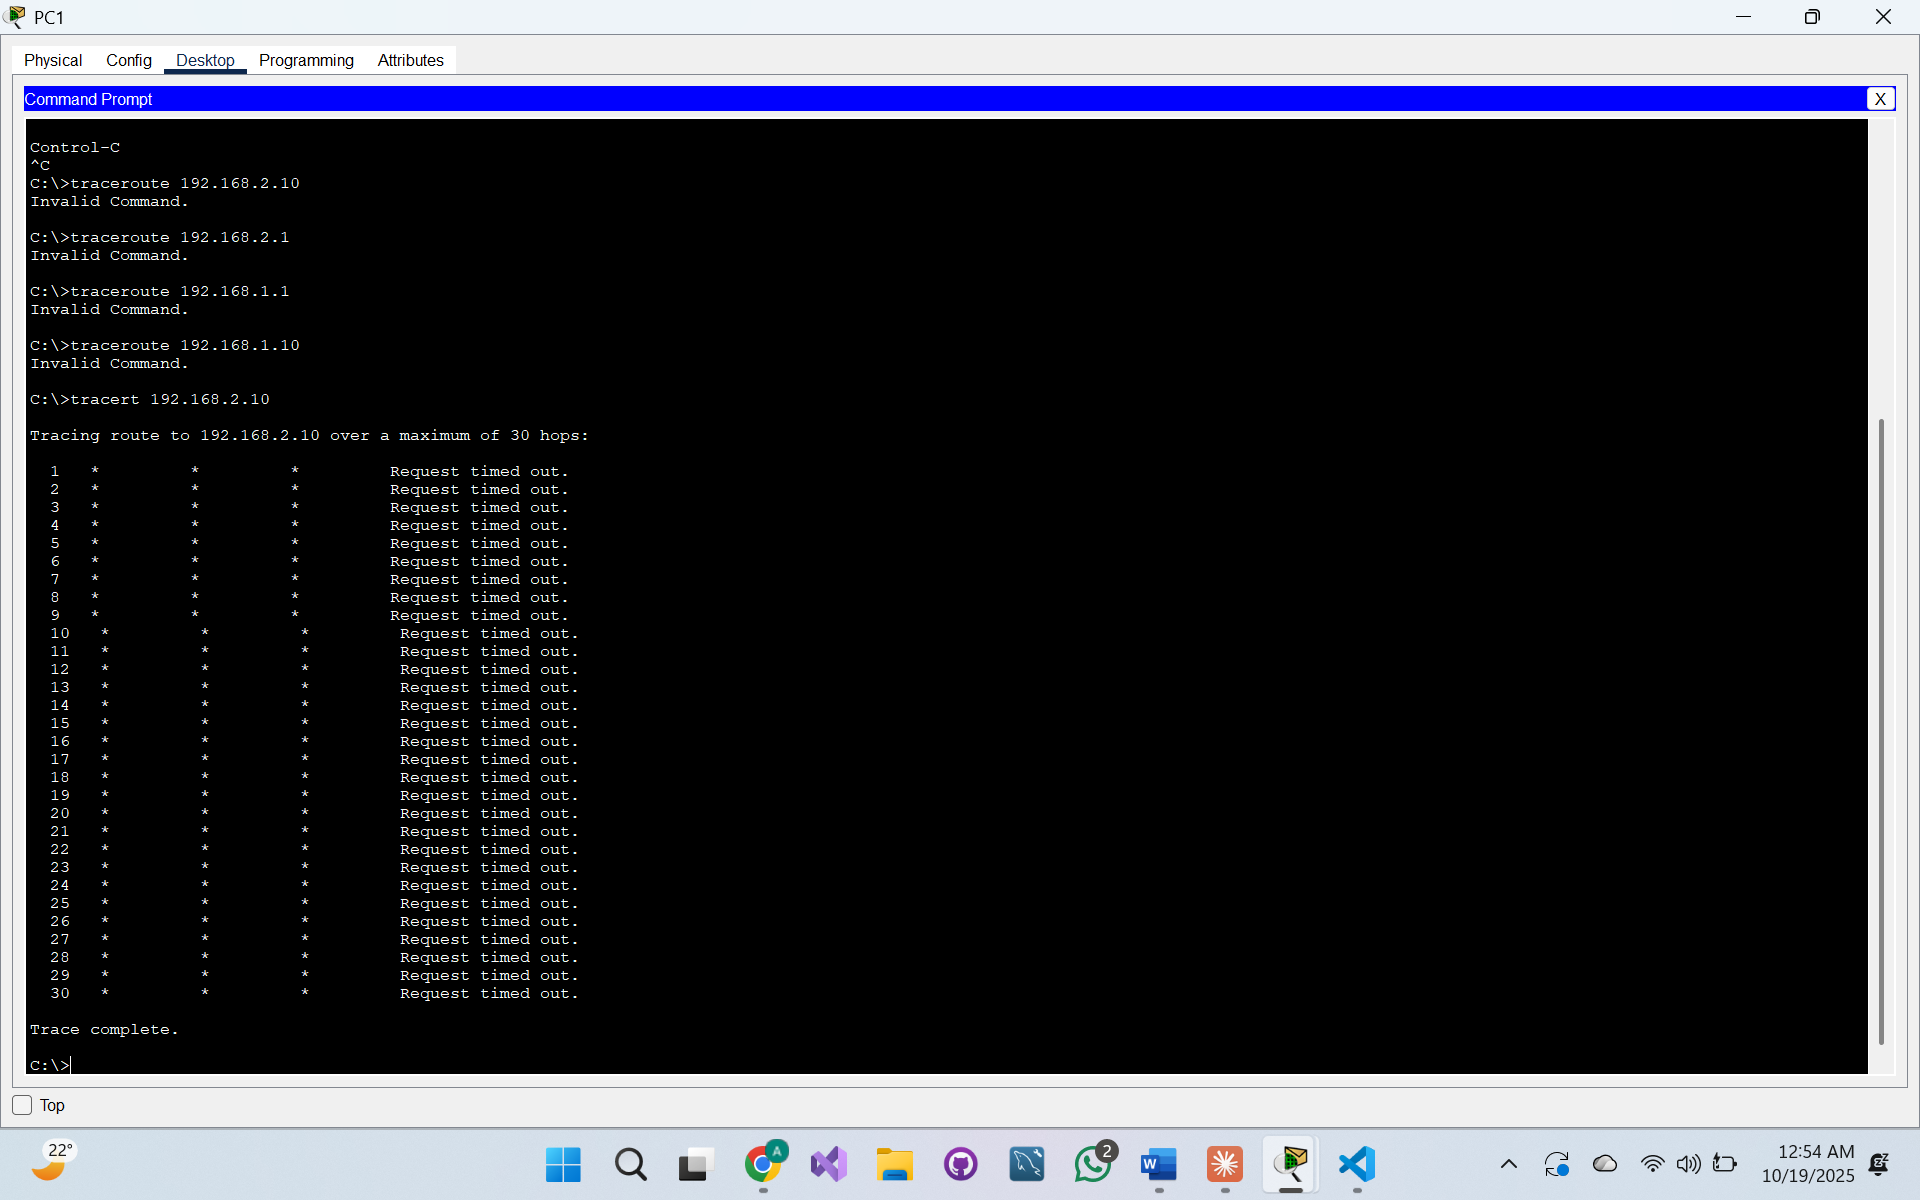 PC1
Physical Config Desktop Programming Attributes
Command Prompt X
Control-C
^C
C:\>traceroute 192.168.2.10
Invalid Command.
C:\>traceroute 192.168.2.1
Invalid Command.
C:\>traceroute 192.168.1.1
Invalid Command.
C:\>traceroute 192.168.1.10
Invalid Command.
C:\>tracert 192.168.2.10
Tracing route to 192.168.2.10 over a maximum of 30 hops:
1 * * * Request timed out.
2 * * * Request timed out.
3 * * * Request timed out.
4 * * * Request timed out.
5 * * * Request timed out.
6 * * * Request timed out.
7 * * * Request timed out.
8 * * * Request timed out.
9 * * * Request timed out.
10 * * * Request timed out.
11 * * * Request timed out.
12 * * * Request timed out.
13 * * * Request timed out.
14 * * * Request timed out.
15 * * * Request timed out.
16 * * * Request timed out.
17 * * * Request timed out.
18 * * * Request timed out.
19 * * * Request timed out.
20 * * * Request timed out.
21 * * * Request timed out.
22 * * * Request timed out.
23 * * * Request timed out.
24 * * * Request timed out.
25 * * * Request timed out.
26 * * * Request timed out.
27 * * * Request timed out.
28 * * * Request timed out.
29 * * * Request timed out.
30 * * * Request timed out.
Trace complete.
C:\>
Top
22°
A
2
W
12:54 AM
10/19/2025